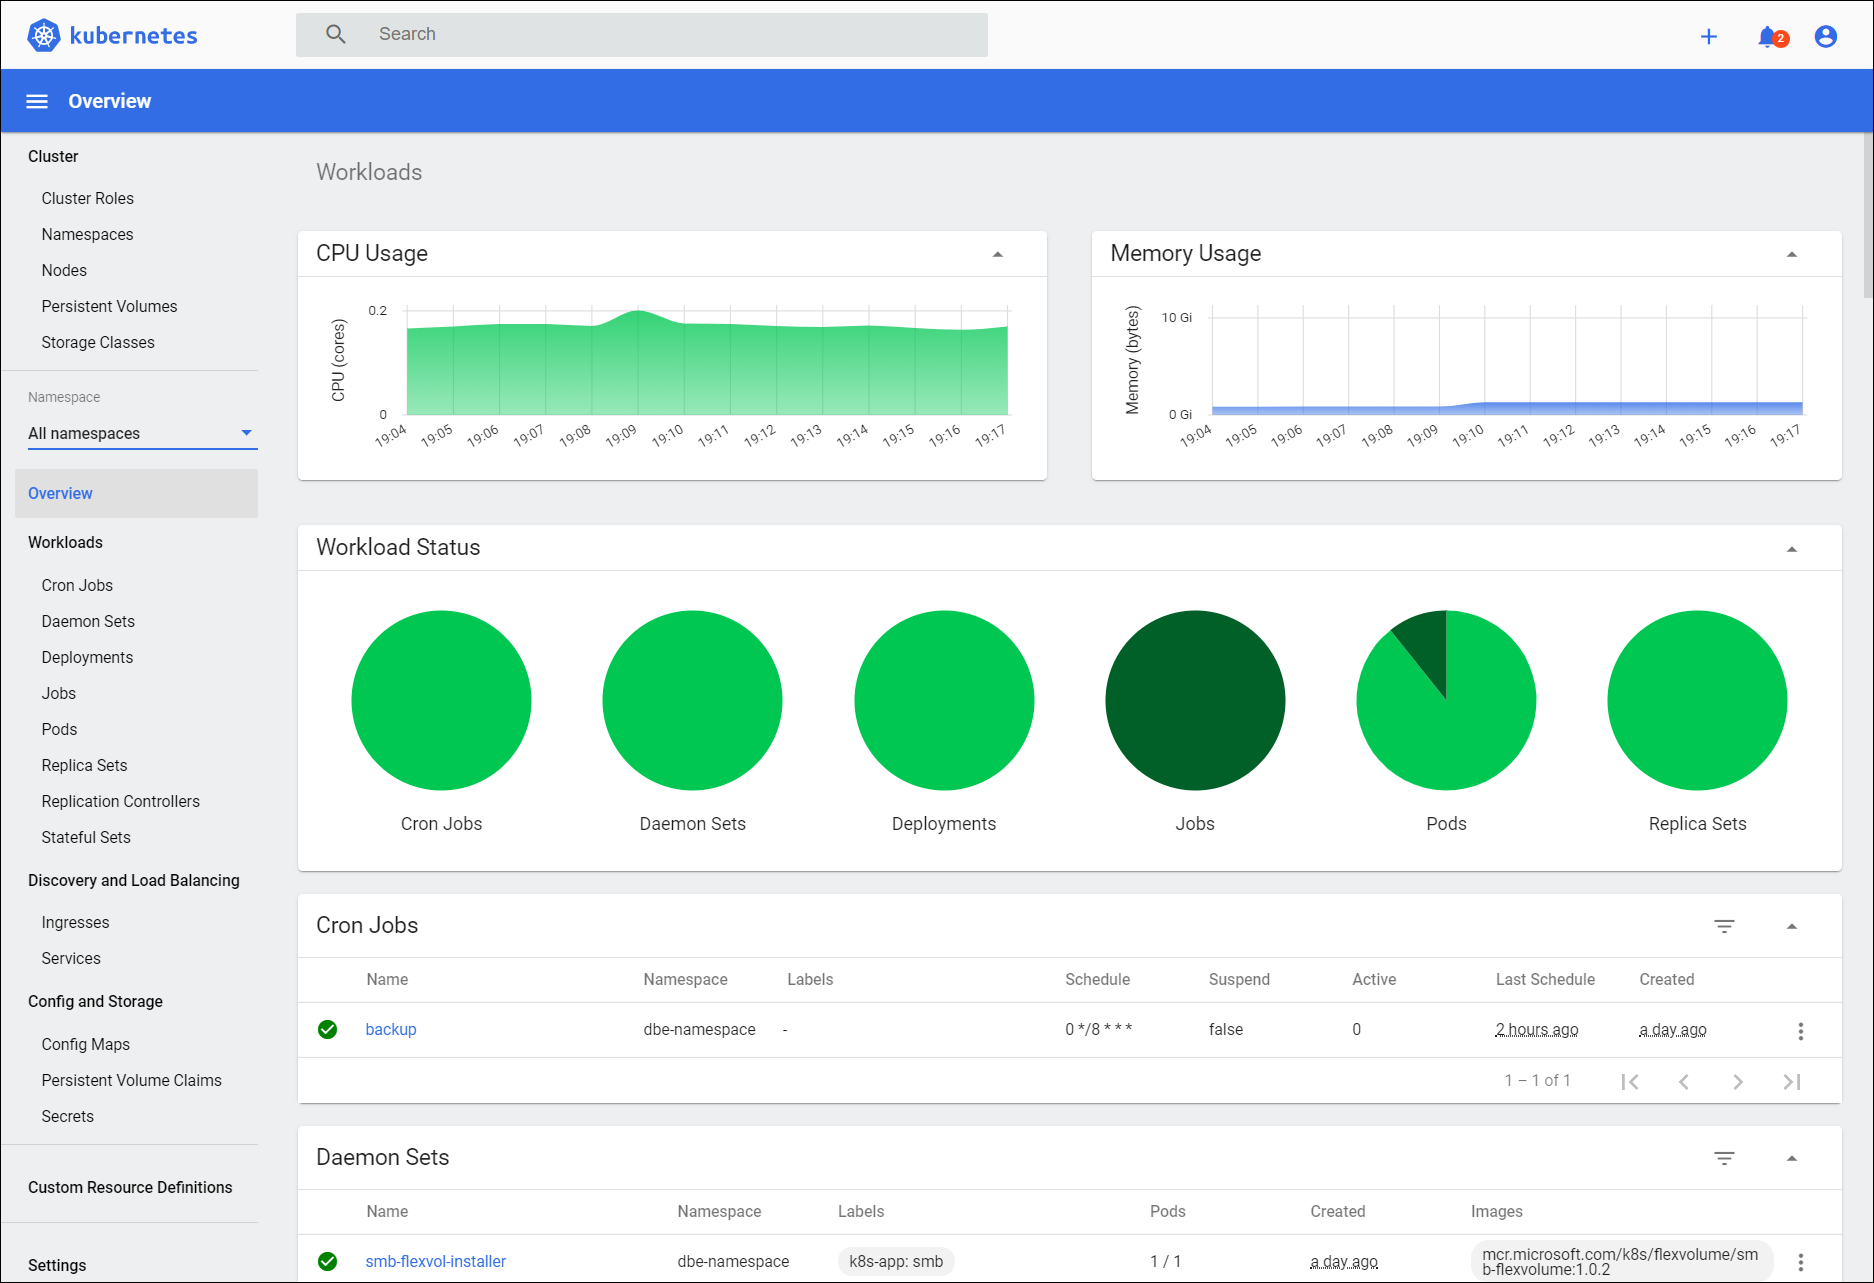 kubernetes
Search
2
Overview
Cluster
Cluster Roles
Namespaces
Nodes
Persistent Volumes
Storage Classes
Namespace
All namespaces
Overview
Workloads
Cron Jobs
Daemon Sets
Deployments
Jobs
Pods
Replica Sets
Replication Controllers
Stateful Sets
Discovery and Load Balancing
Ingresses
Services
Config and Storage
Config Maps
Persistent Volume Claims
Secrets
Custom Resource Definitions
Settings
Workloads
CPU Usage
CPU (cores)
0.2
0
19:04 19:05 19:06 19:07 19:08 19:09 19:10 19:11 19:12 19:13 19:14 19:15 19:16 19:17
Memory Usage
Memory (bytes)
10 Gi
0 Gi
19:04 19:05 19:06 19:07 19:08 19:09 19:10 19:11 19:12 19:13 19:14 19:15 19:16 19:17
Workload Status
Cron Jobs Daemon Sets Deployments Jobs Pods Replica Sets
Cron Jobs
Name Namespace Labels Schedule Suspend Active Last Schedule Created
backup dbe-namespace - 0 */8 * * * false 0 2 hours ago a day ago
1 – 1 of 1
Daemon Sets
Name Namespace Labels Pods Created Images
smb-flexvol-installer dbe-namespace k8s-app: smb 1 / 1 a day ago mcr.microsoft.com/k8s/flexvolume/sm
b-flexvolume:1.0.2